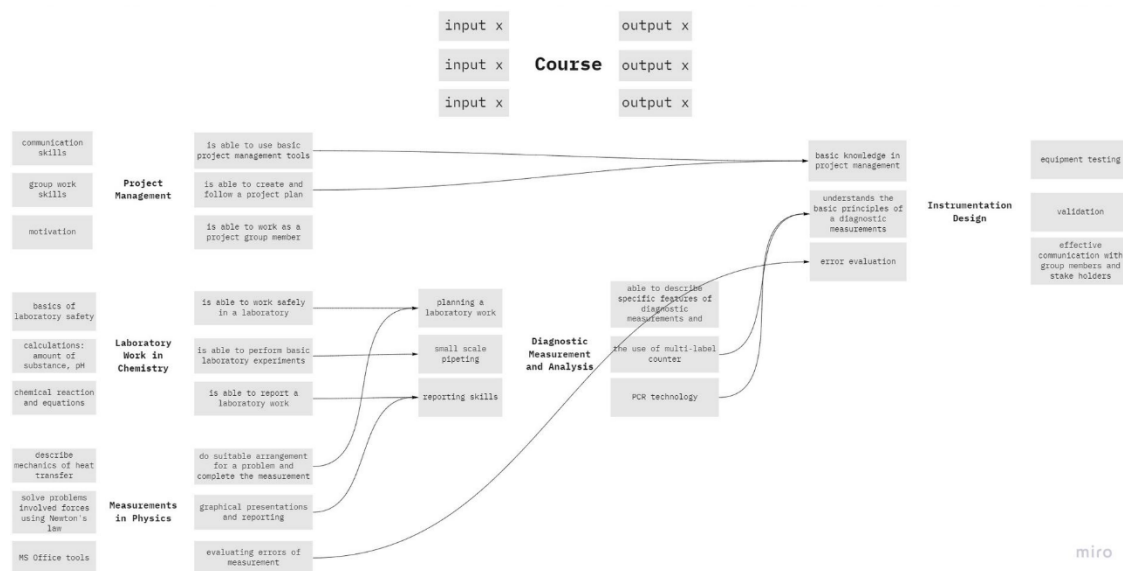 input x
output x
input x
Course
output x
input x
output x
communication
skills
group work
skills
motivation
Project
Management
is able to use basic
project management tools
is able to create and
follow a project plan
is able to work as a
project group member
basic knowledge in
project management
understands the
basic principles of
a diagnostic
measurements
error evaluation
Instrumentation
Design
equipment testing
validation
effective
communication with
group members and
stake holders
basics of
laboratory safety
calculations:
amount of
substance, pH
chemical reaction
and equations
Laboratory
Work in
Chemistry
is able to work safely
in a laboratory
is able to perform basic
laboratory experiments
is able to report a
laboratory work
planning a
laboratory work
small scale
pipeting
reporting skills
Diagnostic
Measurement
and Analysis
able to describe
specific features of
diagnostic
measurements and
the use of multi-label
counter
PCR technology
describe
mechanics of heat
transfer
solve problems
involved forces
using Newton's
law
MS Office tools
Measurements
in Physics
do suitable arrangement
for a problem and
complete the measurement
graphical presentations
and reporting
evaluating errors of
measurement
miro